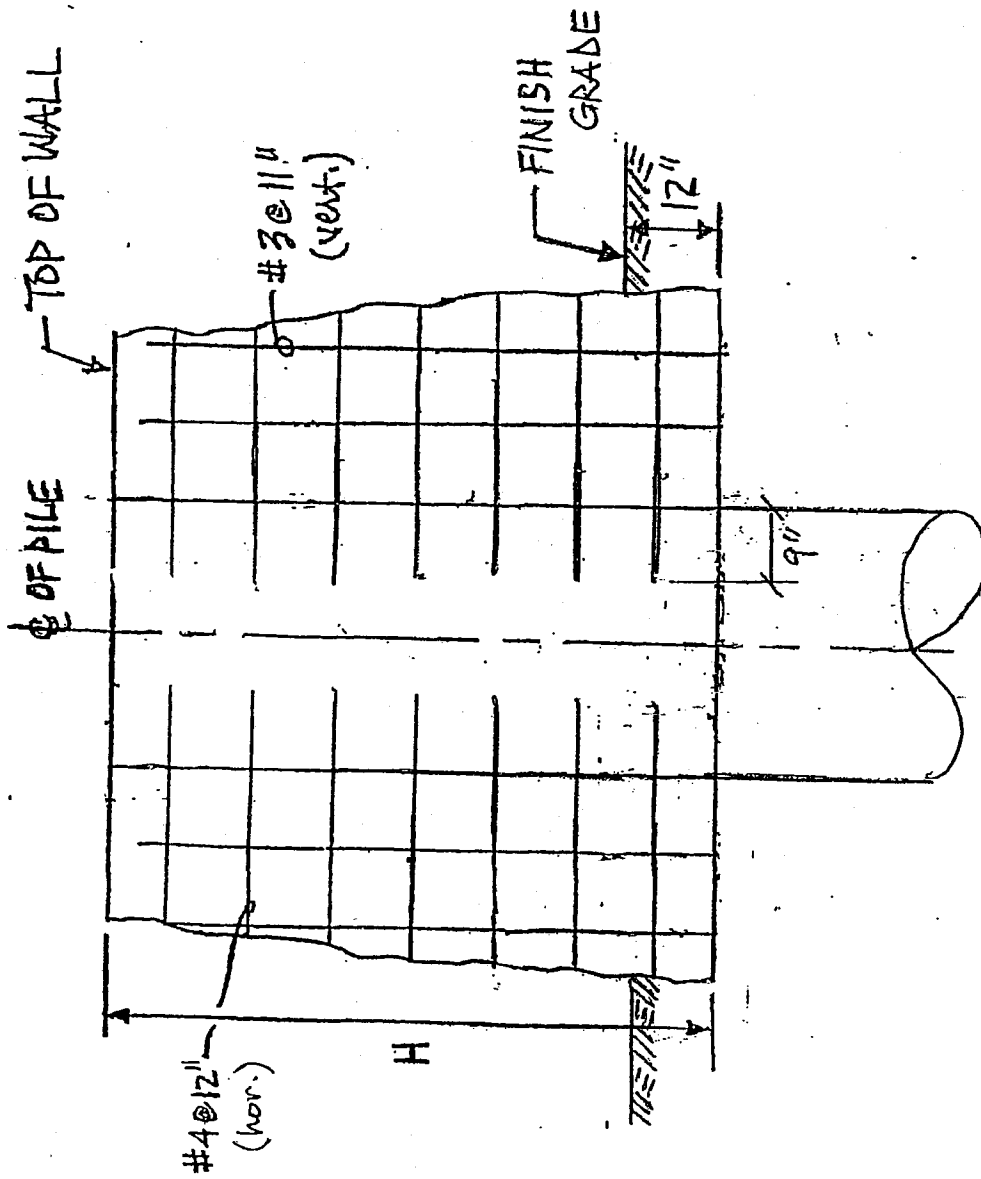 ℄ OF PILE
TOP OF WALL
#3@11"
(vert.)
FINISH
GRADE
12"
9"
H
#4@12"
(hor.)